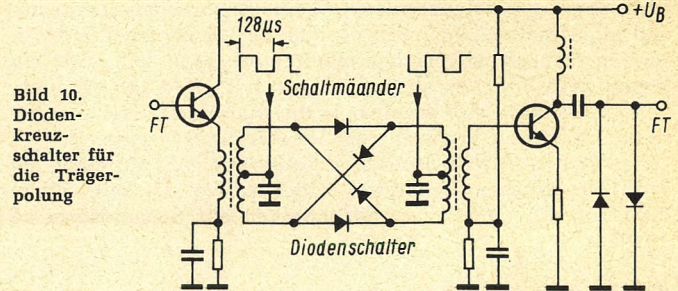 Bild 10.
Dioden-
kreuz-
schalter für
die Träger-
polung
128µs
+U_B
Schaltmäander
FT
FT
Diodenschalter